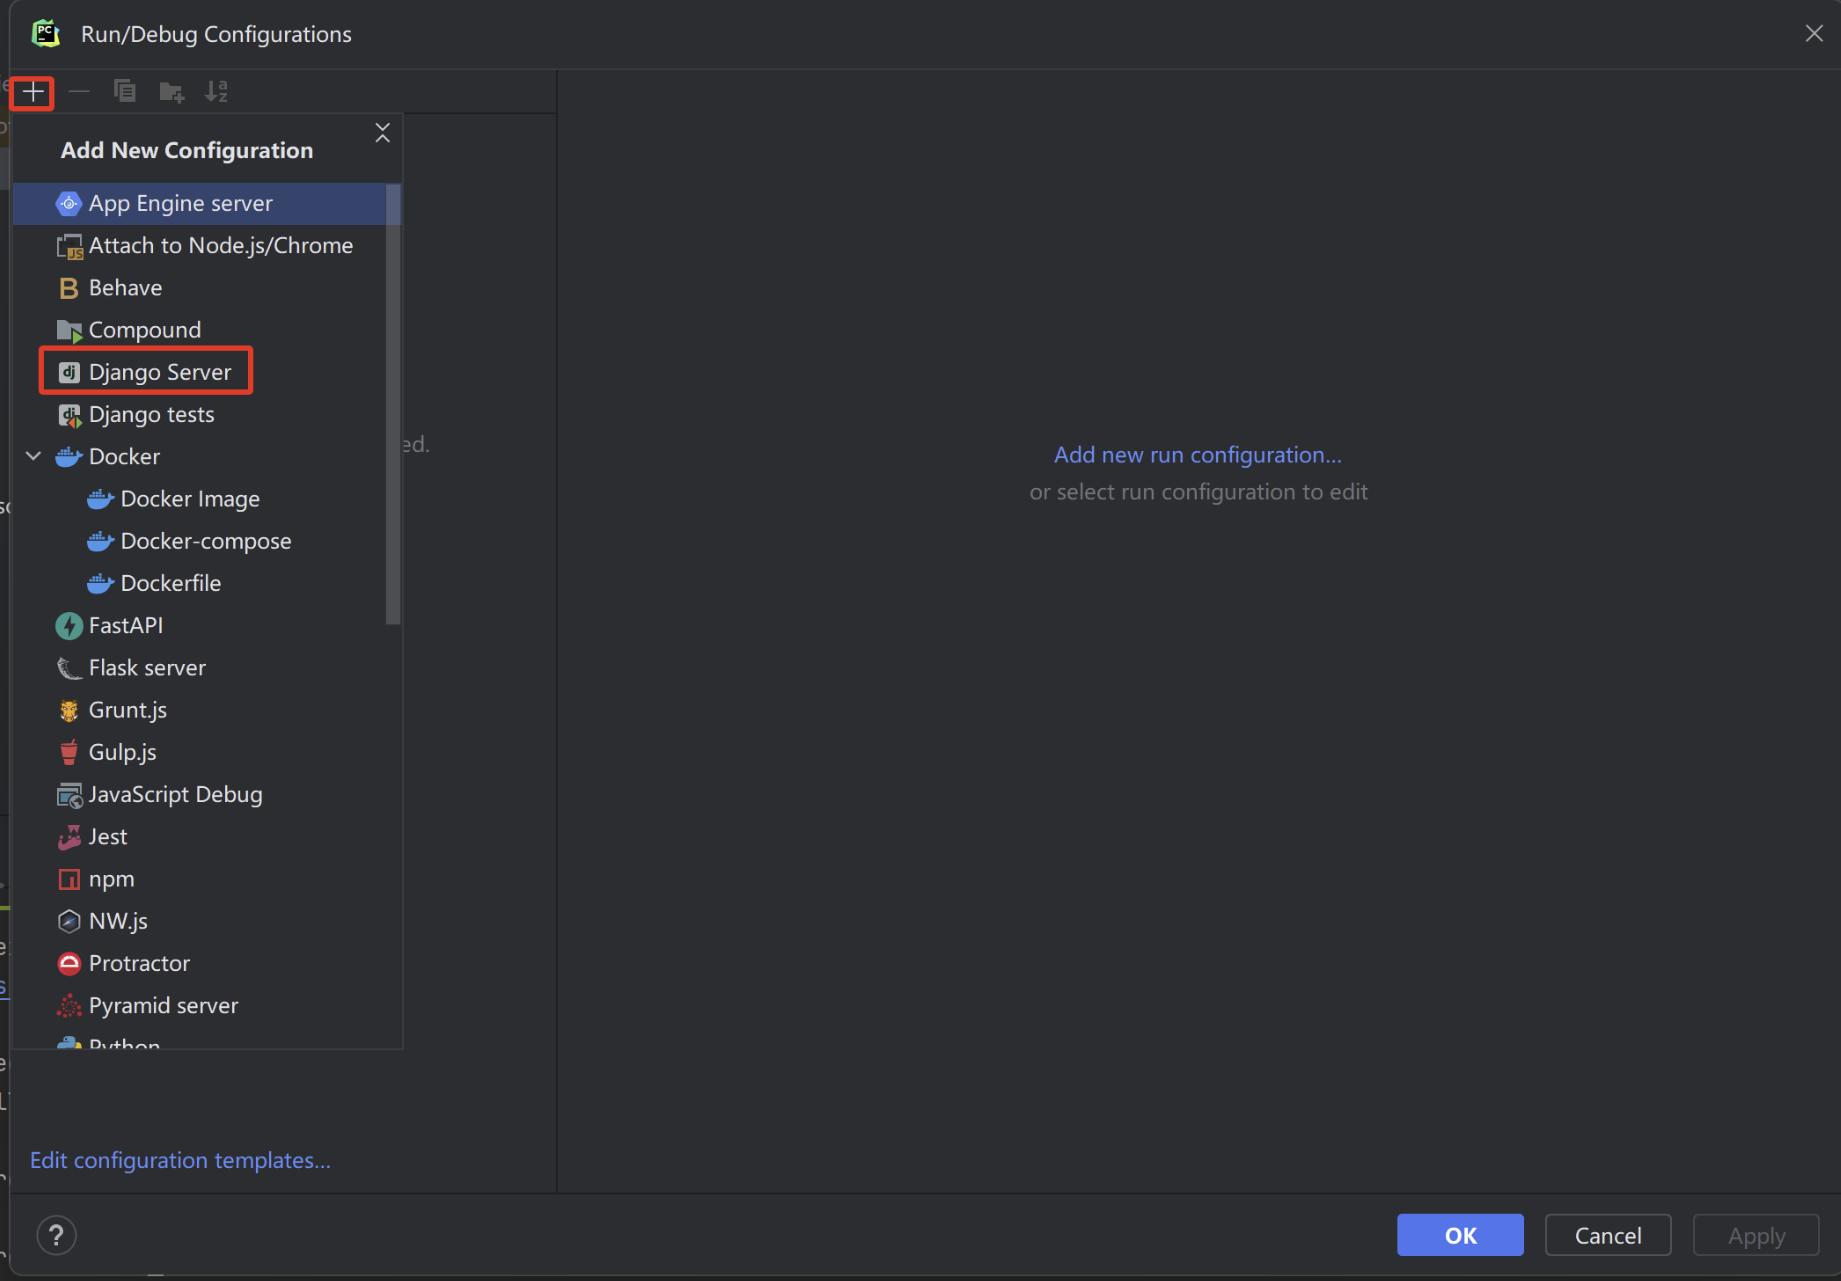 Run/Debug Configurations
Add New Configuration
App Engine server
Attach to Node.js/Chrome
Behave
Compound
Django Server
Django tests
ed.
Docker
Docker Image
Docker-compose
Dockerfile
FastAPI
Flask server
Grunt.js
Gulp.js
JavaScript Debug
Jest
npm
NW.js
Protractor
Pyramid server
Python
Add new run configuration...
or select run configuration to edit
Edit configuration templates...
?
OK
Cancel
Apply